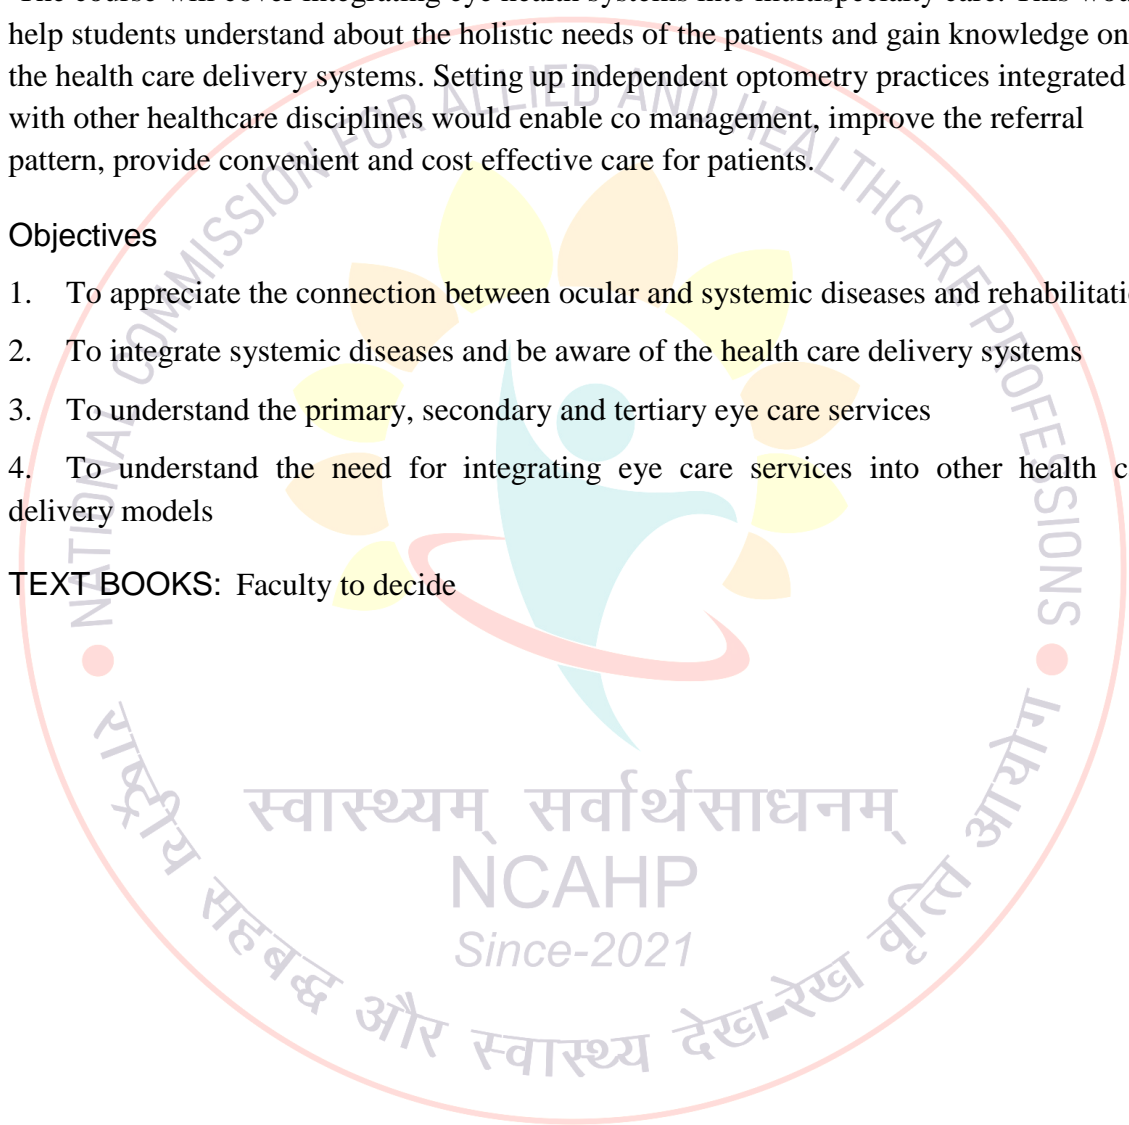 The course will cover integrating eye health systems into multispecialty care. This
help students understand about the holistic needs of the patients and gain knowledge on
the health care delivery systems. Setting up independent optometry practices integrated
with other healthcare disciplines would enable co management, improve the referral
pattern, provide convenient and cost effective care for patients.
Objectives
1. To appreciate the connection between ocular and systemic diseases and
2. To integrate systemic diseases and be aware of the health care delivery systems
3. To understand the primary, secondary and tertiary eye care services
4. To understand the need for integrating eye care services into other health
delivery models
TEXT BOOKS: Faculty to decide
NATIONAL COMMISSION FOR ALLIED AND HEALTHCARE PROFESSIONS
स्वास्थ्यम् सर्वार्थसाधनम्
NCAHP
Since-2021
राष्ट्रीय सहबद्ध और स्वास्थ्य देख-रेख वृत्ति आयोग